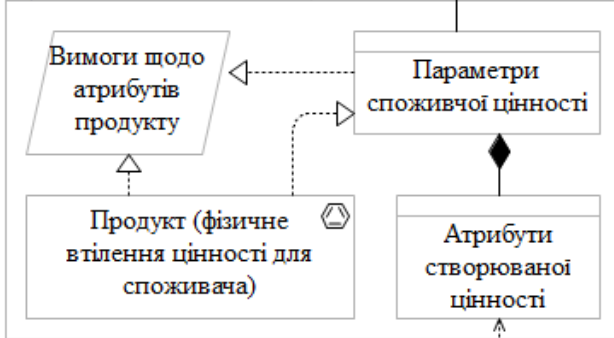 Вимоги щодо
атрибутів
продукту
Параметри
споживчої цінності
Продукт (фізичне
втілення цінності для
споживача)
Атрибути
створюваної
цінності